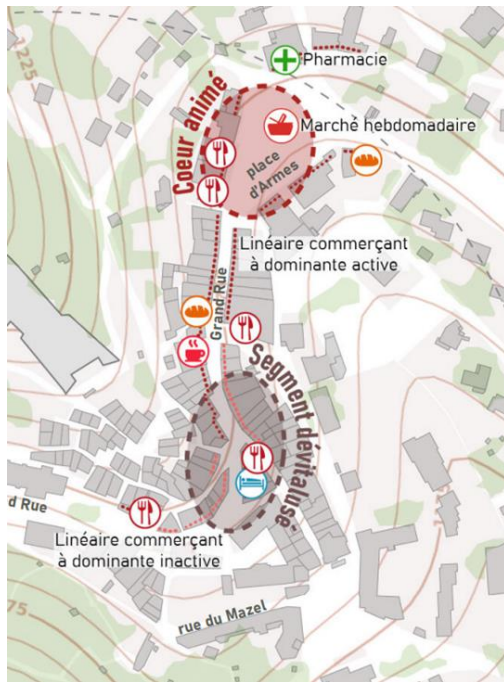 1225
Pharmacie
Coeur animé
Marché hebdomadaire
place
d'Armes
Linéaire commerçant
à dominante active
Grand Rue
Segment dévitalisé
d Rue
Linéaire commerçant
à dominante inactive
rue du Mazel
75